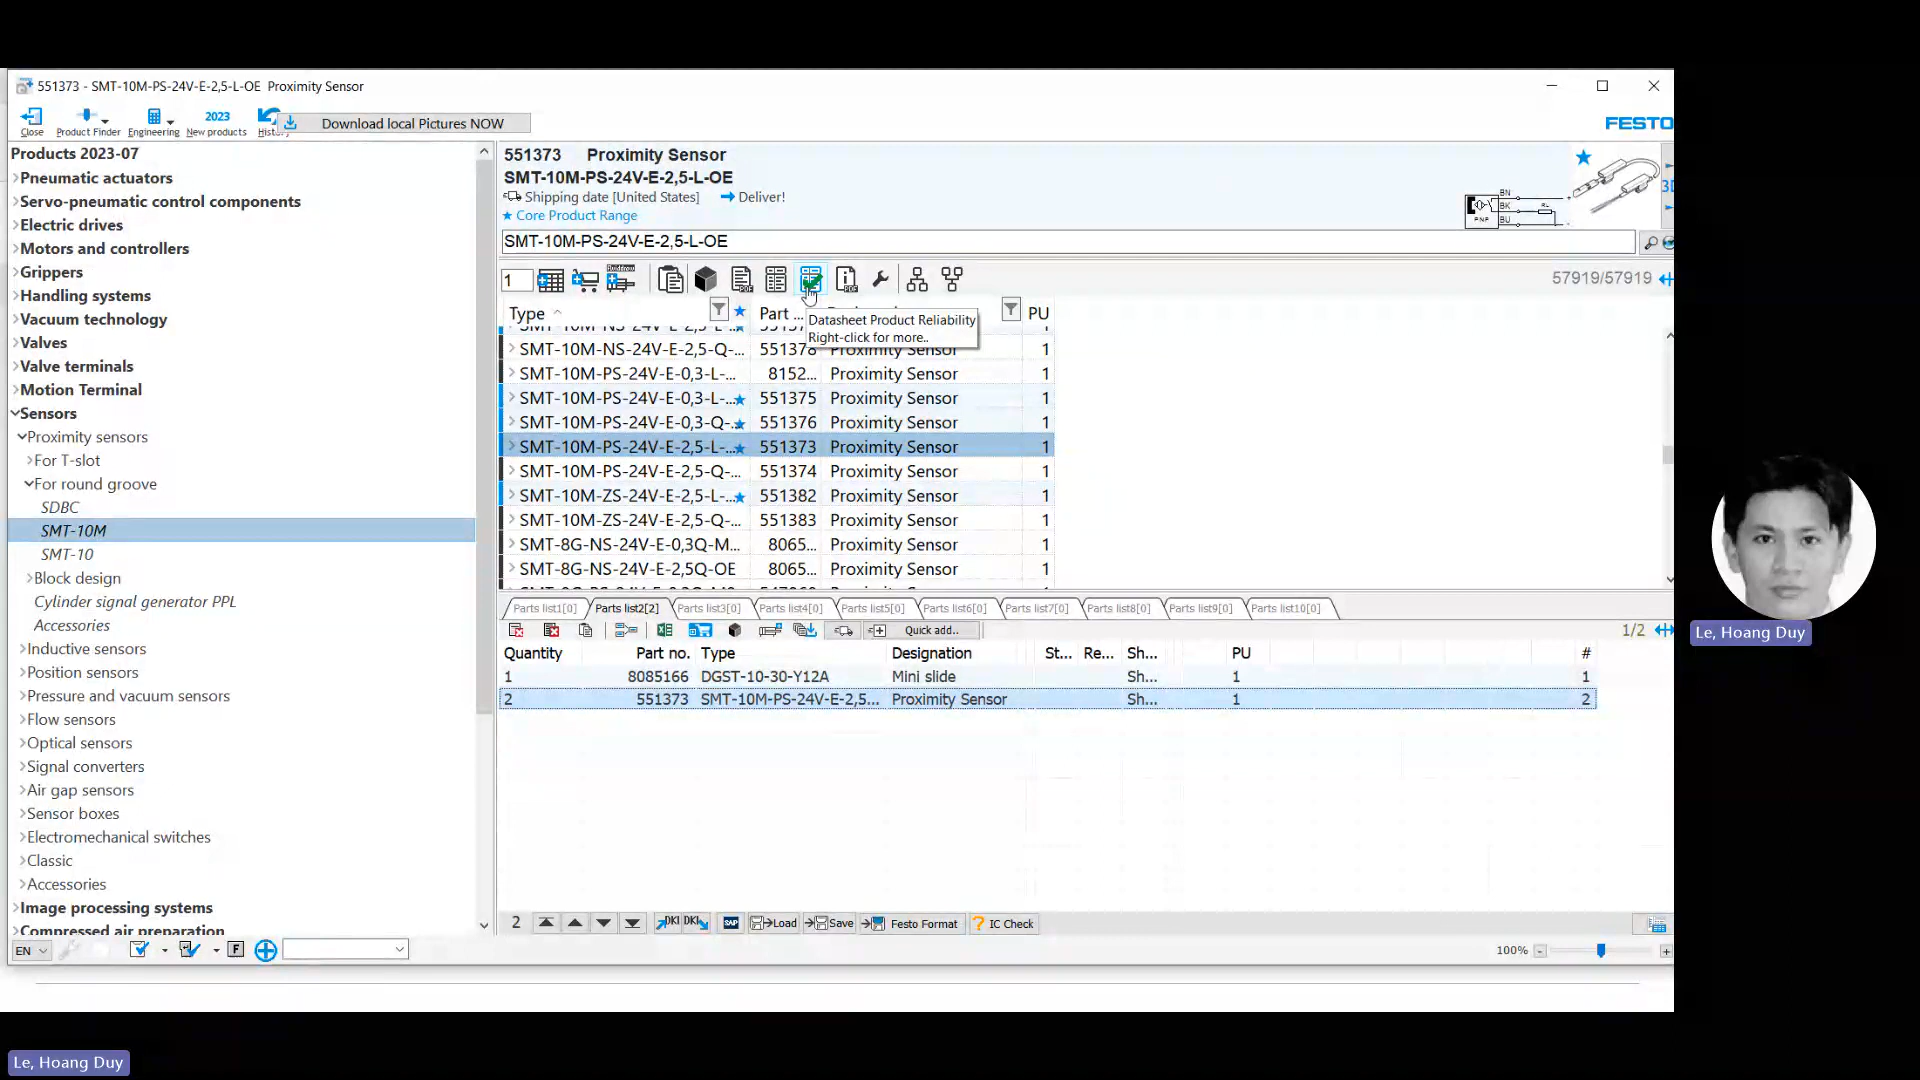 551373 - SMT-10M-PS-24V-E-2,5-L-OE Proximity Sensor
Close
Product Finder
Engineering
2023
New products
Download local Pictures NOW
FESTO
Products 2023-07
Pneumatic actuators
Servo-pneumatic control components
Electric drives
Motors and controllers
Grippers
Handling systems
Vacuum technology
Valves
Valve terminals
Motion Terminal
Sensors
Proximity sensors
For T-slot
For round groove
SDBC
SMT-10M
SMT-10
Block design
Cylinder signal generator PPL
Accessories
Inductive sensors
Position sensors
Pressure and vacuum sensors
Flow sensors
Optical sensors
Signal converters
Air gap sensors
Sensor boxes
Electromechanical switches
Classic
Accessories
Image processing systems
Compressed air preparation
EN
F
551373 Proximity Sensor
SMT-10M-PS-24V-E-2,5-L-OE
Shipping date [United States] Deliver!
Core Product Range
BN
BK
BU
SMT-10M-PS-24V-E-2,5-L-OE
1
57919/57919
Type Part ... PU
Datasheet Product Reliability
Right-click for more..
SMT-10M-NS-24V-E-2,5-Q-... 551378 Proximity Sensor 1
SMT-10M-PS-24V-E-0,3-L-... 8152... Proximity Sensor 1
SMT-10M-PS-24V-E-0,3-L-... 551375 Proximity Sensor 1
SMT-10M-PS-24V-E-0,3-Q-... 551376 Proximity Sensor 1
SMT-10M-PS-24V-E-2,5-L-... 551373 Proximity Sensor 1
SMT-10M-PS-24V-E-2,5-Q-... 551374 Proximity Sensor 1
SMT-10M-ZS-24V-E-2,5-L-... 551382 Proximity Sensor 1
SMT-10M-ZS-24V-E-2,5-Q-... 551383 Proximity Sensor 1
SMT-8G-NS-24V-E-0,3Q-M... 8065... Proximity Sensor 1
SMT-8G-NS-24V-E-2,5Q-OE 8065... Proximity Sensor 1
Parts list1[0] Parts list2[2] Parts list3[0] Parts list4[0] Parts list5[0] Parts list6[0] Parts list7[0] Parts list8[0] Parts list9[0] Parts list10[0]
Quick add..
1/2
Quantity Part no. Type Designation St... Re... Sh... PU #
1 8085166 DGST-10-30-Y12A Mini slide Sh... 1 1
2 551373 SMT-10M-PS-24V-E-2,5... Proximity Sensor Sh... 1 2
2 DKI DKI SAP Load Save Festo Format IC Check
100%
Le, Hoang Duy
Le, Hoang Duy